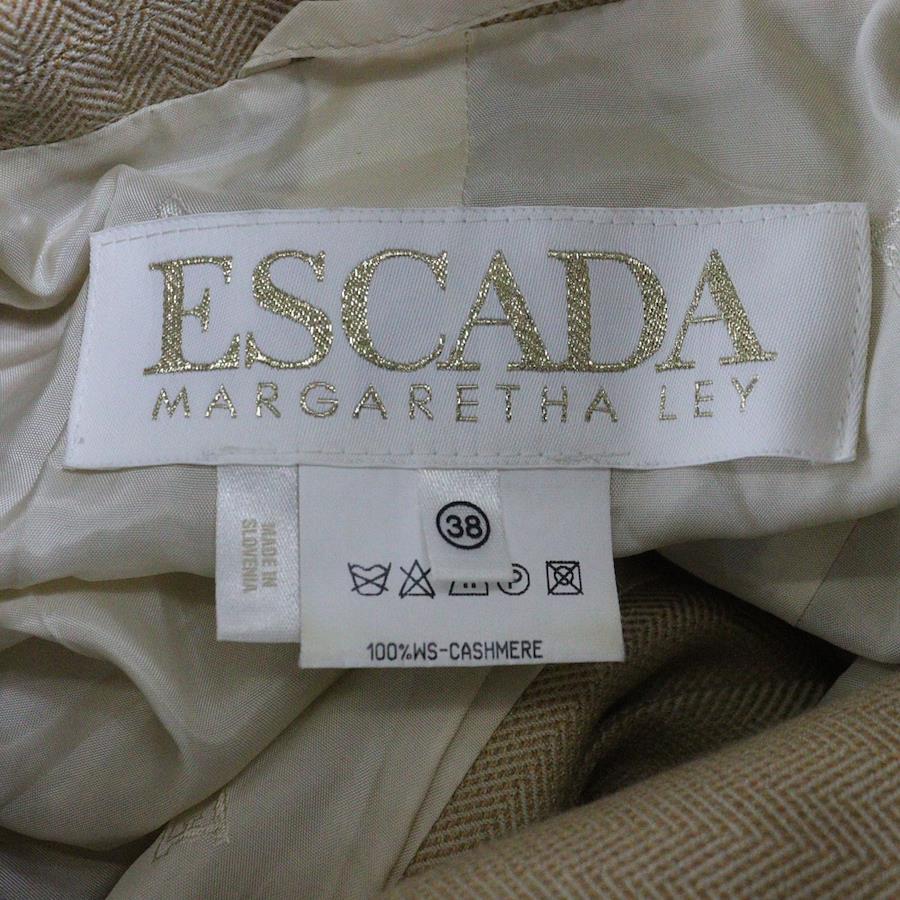 ESCADA
MARGARETHA LEY
MADE IN
SLOVENIA
38
P
100%WS-CASHMERE